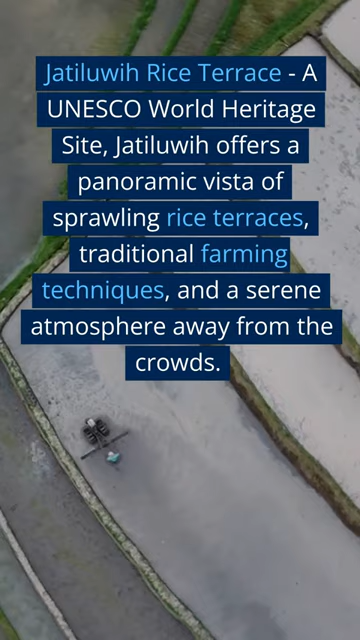 Jatiluwih Rice Terrace - A
UNESCO World Heritage
Site, Jatiluwih offers a
panoramic vista of
sprawling rice terraces,
traditional farming
techniques, and a serene
atmosphere away from the
crowds.